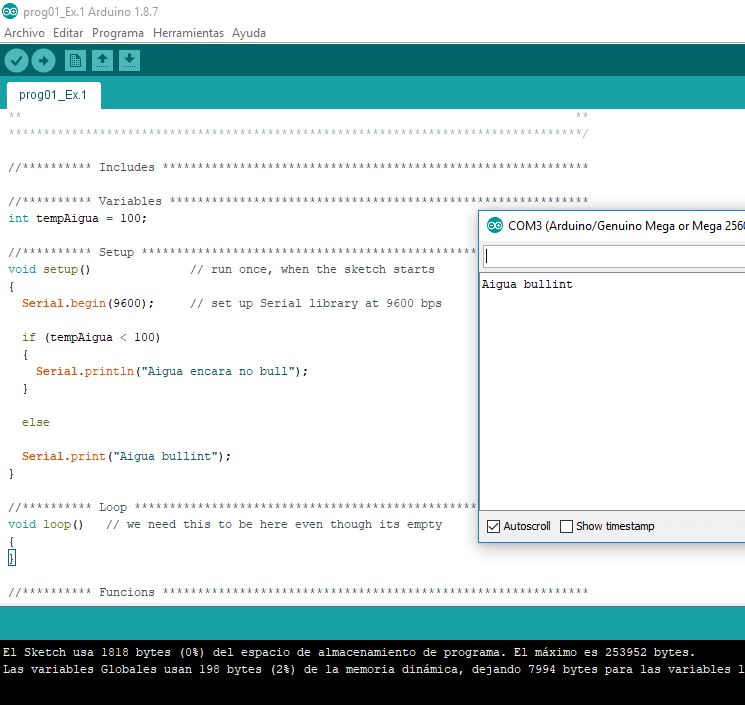 prog01_Ex.1 Arduino 1.8.7
Archivo Editar Programa Herramientas Ayuda
prog01_Ex.1
** **
***********************************************************************************/
//********** Includes *************************************************************
//********** Variables ************************************************************
int tempAigua = 100;
//********** Setup ************************************************
void setup() // run once, when the sketch starts
{
Serial.begin(9600); // set up Serial library at 9600 bps
if (tempAigua < 100)
{
Serial.println("Aigua encara no bull");
}
else
Serial.print("Aigua bullint");
}
//********** Loop *************************************************
void loop() // we need this to be here even though its empty
{
}
//********** Funcions *************************************************************
COM3 (Arduino/Genuino Mega or Mega 2560
Aigua bullint
Autoscroll Show timestamp
El Sketch usa 1818 bytes (0%) del espacio de almacenamiento de programa. El máximo es 253952 bytes.
Las variables Globales usan 198 bytes (2%) de la memoria dinámica, dejando 7994 bytes para las variables l